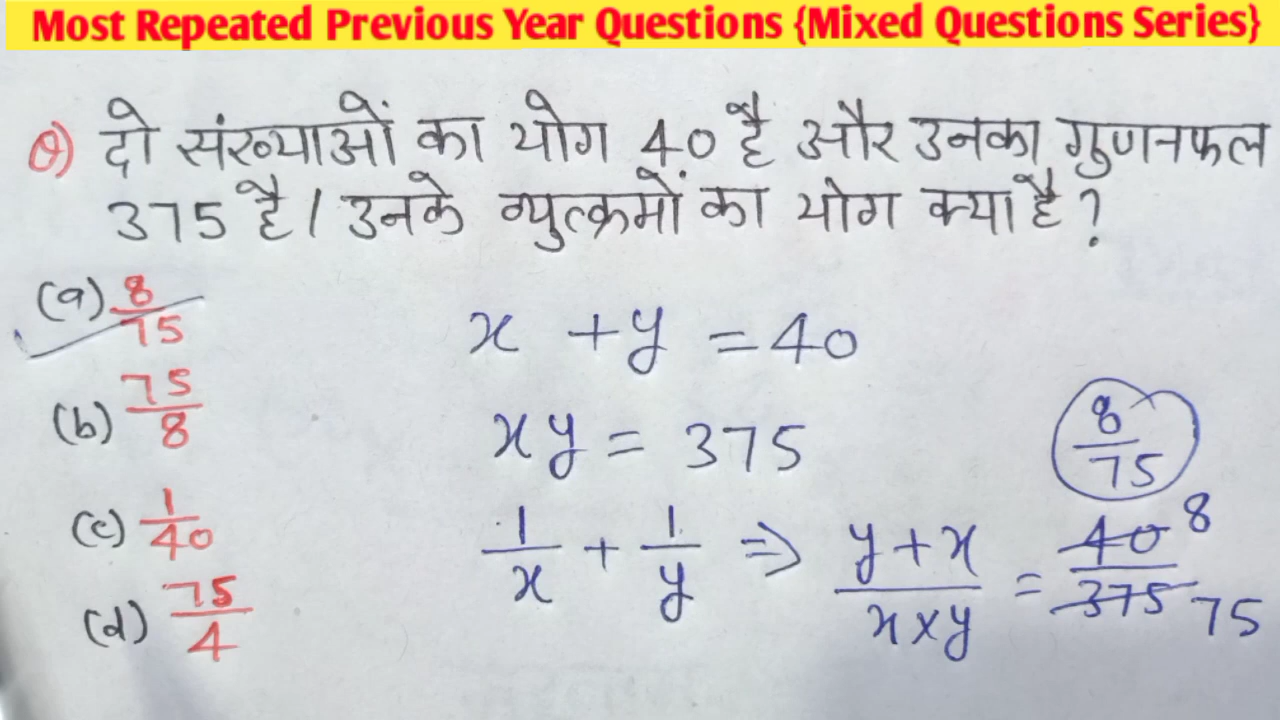 Most Repeated Previous Year Questions {Mixed Questions Series}
Q) दो संख्याओं का योग 40 है और उनका गुणनफल
375 है। उनके व्युत्क्रमों का योग क्या है ?
(a) 8/15
(b) 75/8
(c) 1/40
(d) 75/4
x + y = 40
xy = 375
8/75
1/x + 1/y ⇒ y+x/x×y = 40/375 8/75